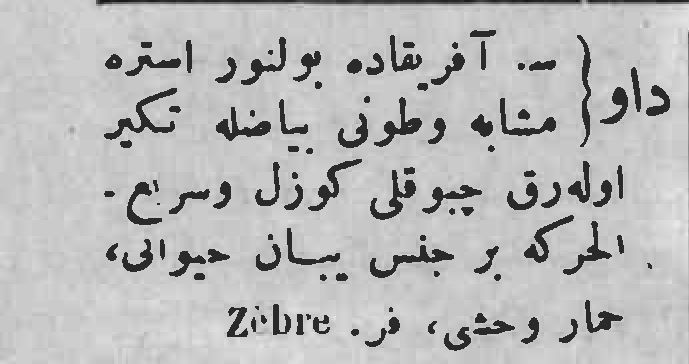 داو { س. آفریقاده بولنور استره
مشابه وطونی بیاضله تکیر
اوله‌رق چبوقلی کوزل وسریع-
الحرکه بر جنس یبان حیوانی،
حمار وحشی، فر. Zèbre